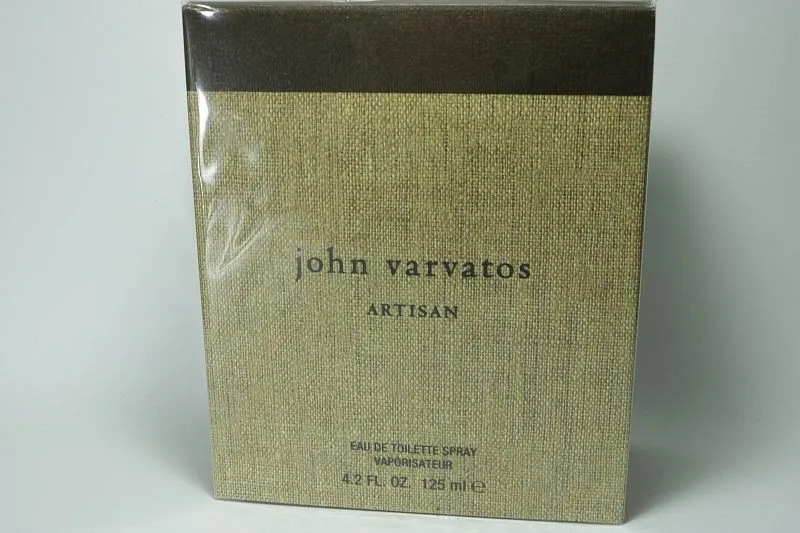 john varvatos
ARTISAN
EAU DE TOILETTE SPRAY
VAPORISATEUR
4.2 FL. OZ. 125 ml ℮